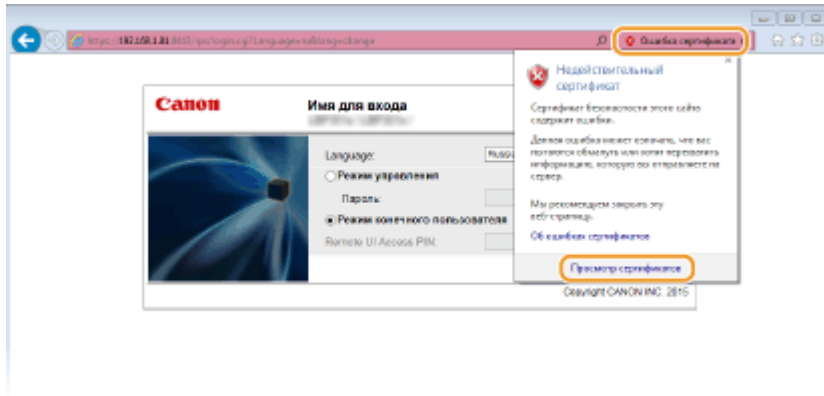 Ошибка сертификата
Недействительный
сертификат
Сертификат безопасности этого сайта
содержит ошибки.
Данная ошибка может означать, что вас
пытаются обмануть или хотят перехватить
информацию, которую вы отправляете на
сервер.
Мы рекомендуем закрыть эту
веб-страницу.
Об ошибках сертификатов
Просмотр сертификатов
Canon
Имя для входа
Language:
Режим управления
Пароль:
Режим конечного пользователя
Remote UI Access PIN:
Copyright CANON INC. 2015